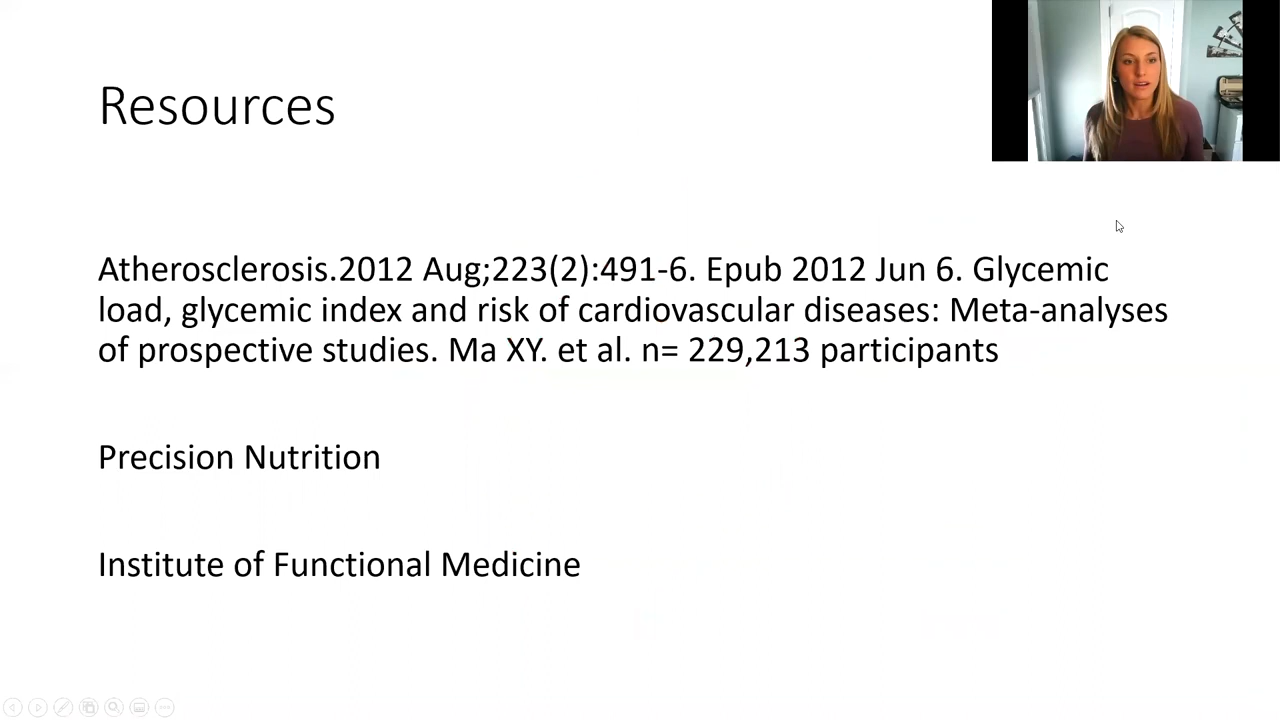 Resources
Atherosclerosis.2012 Aug;223(2):491-6. Epub 2012 Jun 6. Glycemic
load, glycemic index and risk of cardiovascular diseases: Meta-analyses
of prospective studies. Ma XY. et al. n= 229,213 participants
Precision Nutrition
Institute of Functional Medicine